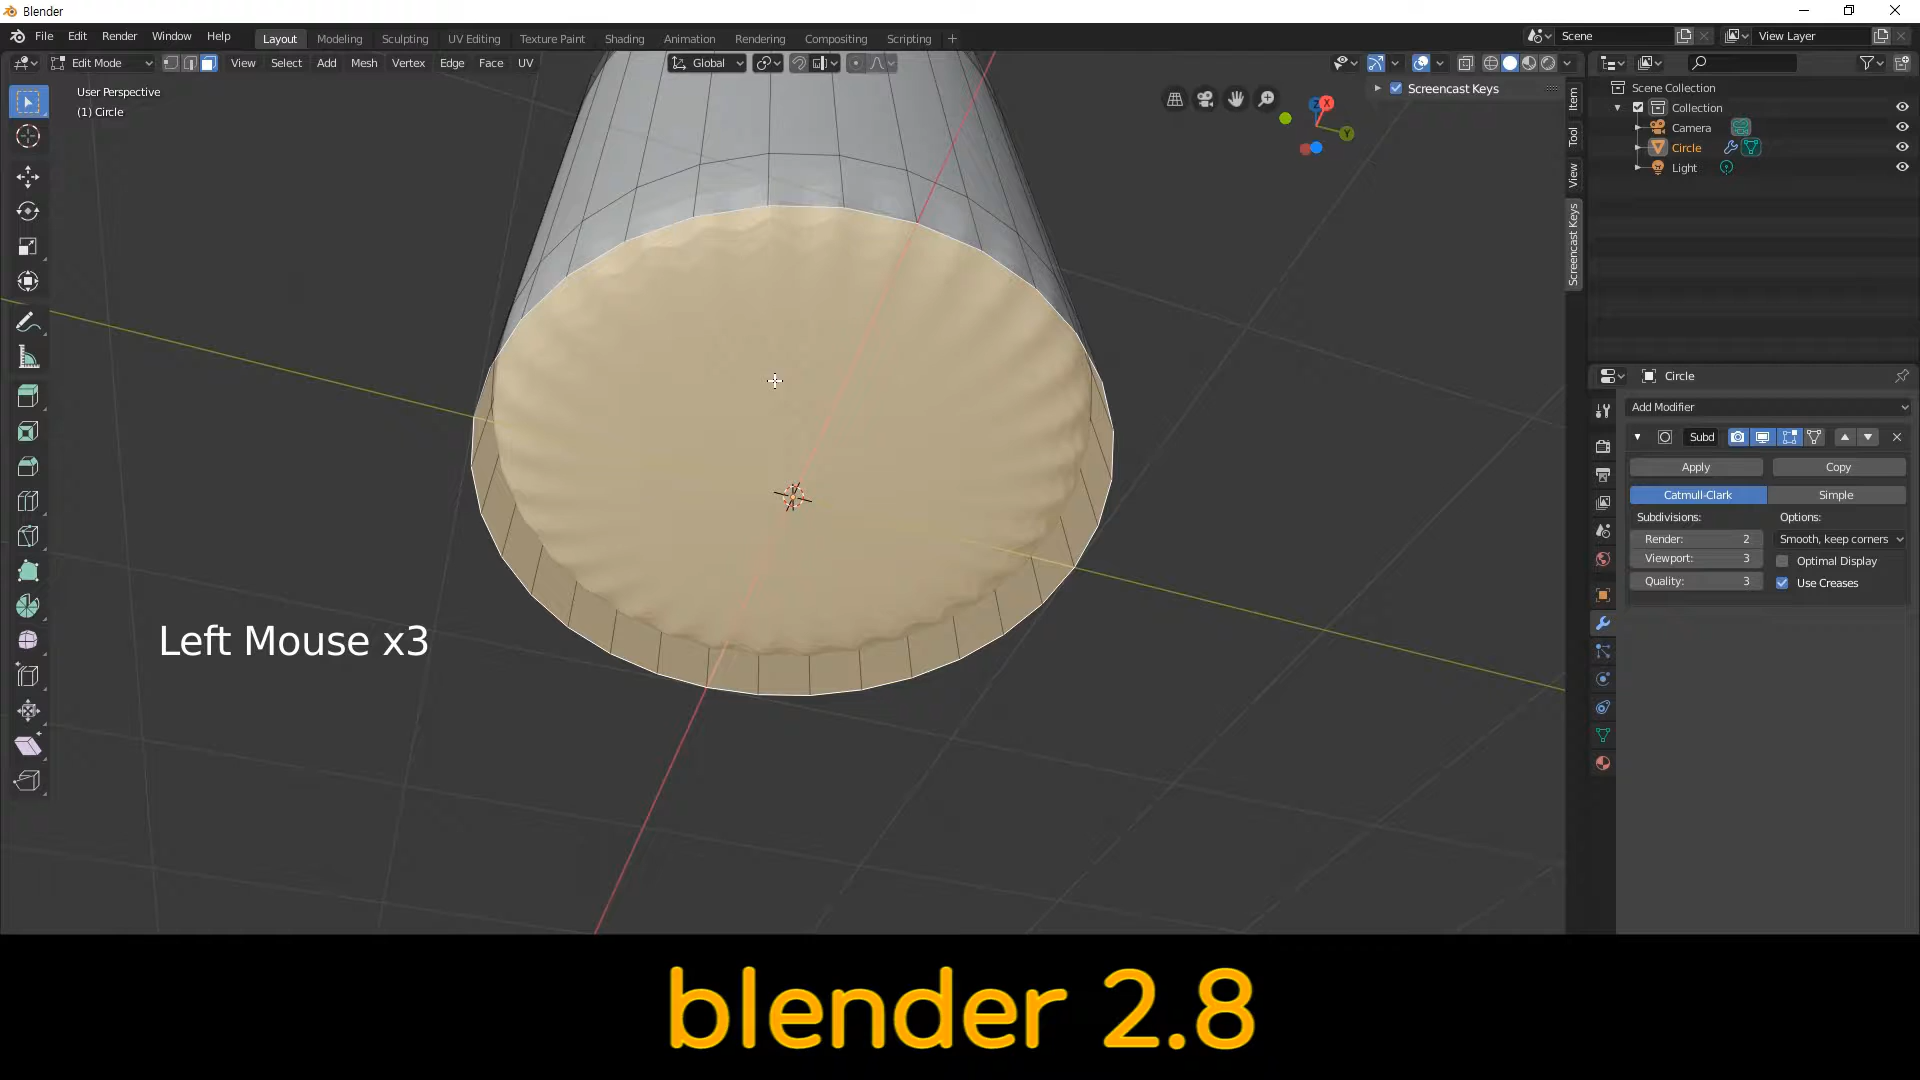 Blender
File Edit Render Window Help Layout Modeling Sculpting UV Editing Texture Paint Shading Animation Rendering Compositing Scripting + Scene View Layer
Edit Mode View Select Add Mesh Vertex Edge Face UV Global
User Perspective
(1) Circle
Screencast Keys
Item
Tool
View
Screencast Keys
X
Y
Z
Scene Collection
Collection
Camera
Circle
Light
Circle
Add Modifier
Subd
Apply Copy
Catmull-Clark Simple
Subdivisions: Options:
Render: 2 Smooth, keep corners
Viewport: 3 Optimal Display
Quality: 3 Use Creases
Left Mouse x3
blender 2.8